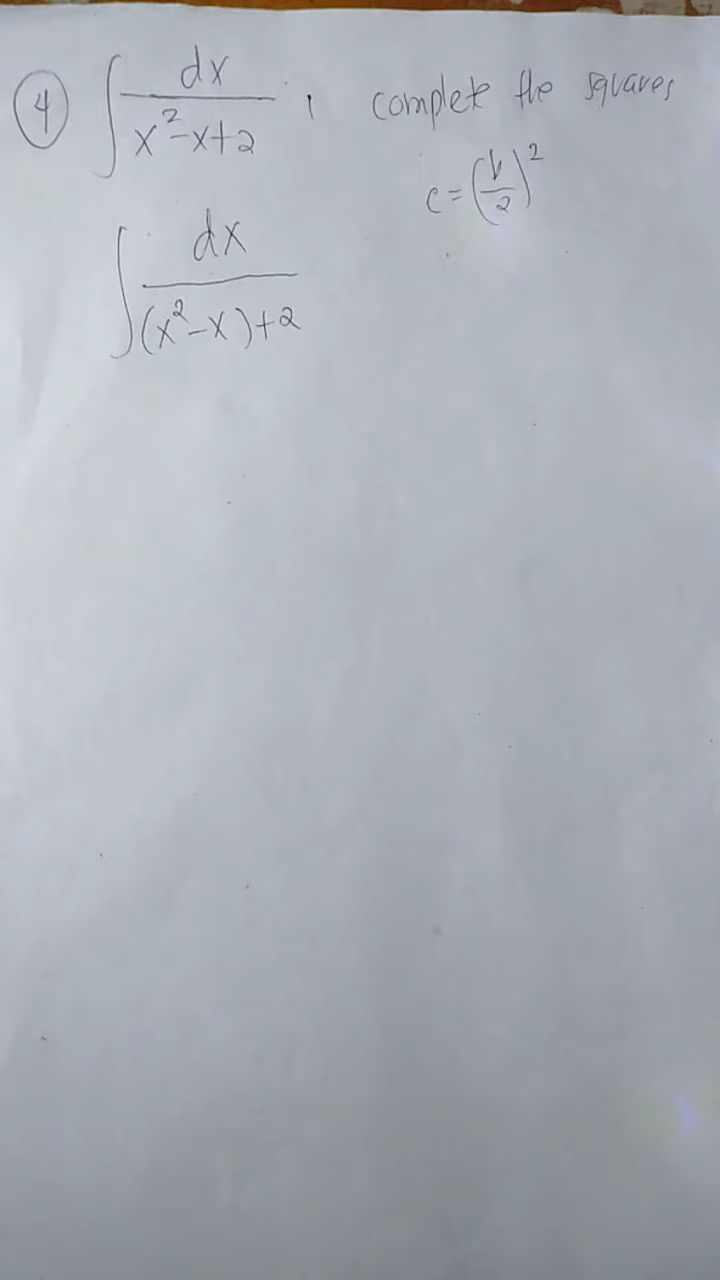 ④ ∫ dx / (x²-x+2) , complete the squares
c = (b/2)²
∫ dx / ((x²-x)+2)